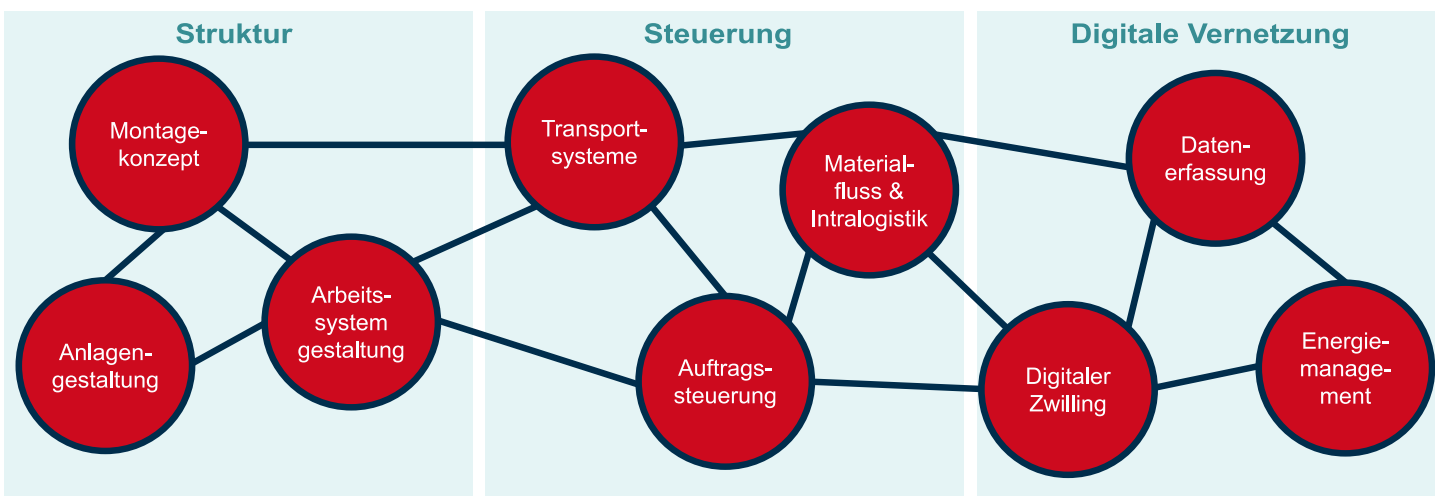 Struktur
Montage-
konzept
Anlagen-
gestaltung
Arbeits-
system
gestaltung
Steuerung
Transport-
systeme
Material-
fluss &
Intralogistik
Auftrags-
steuerung
Digitale Vernetzung
Daten-
erfassung
Digitaler
Zwilling
Energie-
manage-
ment